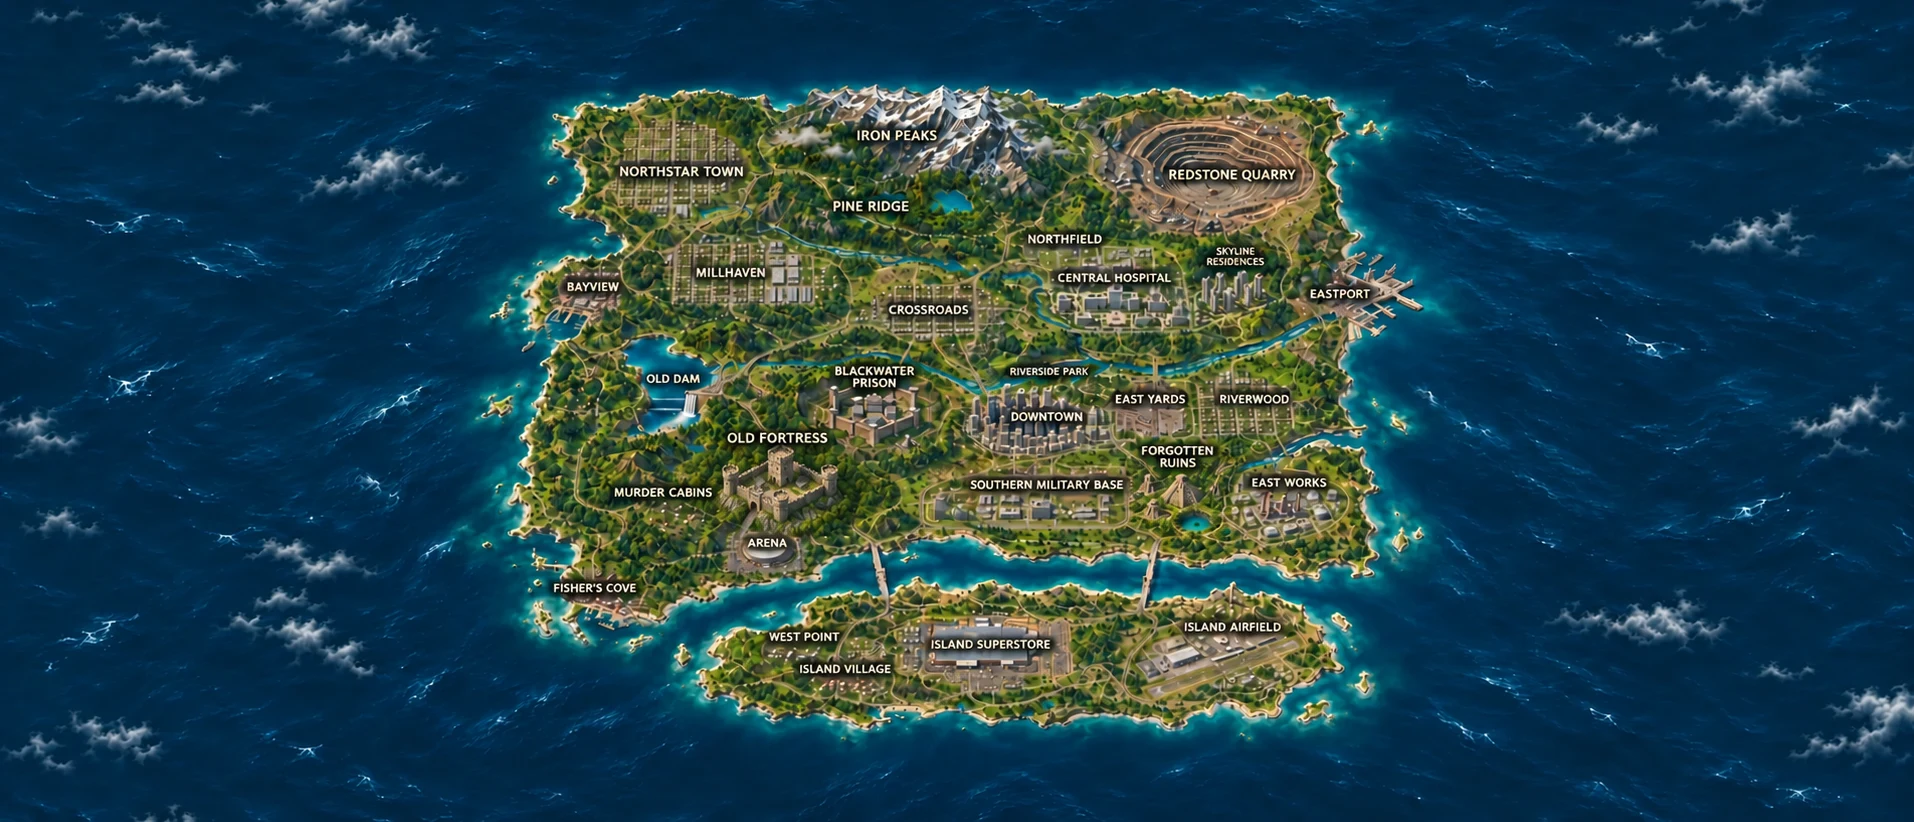 IRON PEAKS
NORTHSTAR TOWN
REDSTONE QUARRY
PINE RIDGE
NORTHFIELD
SKYLINE
RESIDENCES
MILLHAVEN
CENTRAL HOSPITAL
BAYVIEW
EASTPORT
CROSSROADS
OLD DAM
BLACKWATER
PRISON
RIVERSIDE PARK
EAST YARDS
RIVERWOOD
DOWNTOWN
OLD FORTRESS
FORGOTTEN
RUINS
MURDER CABINS
SOUTHERN MILITARY BASE
EAST WORKS
ARENA
FISHER'S COVE
WEST POINT
ISLAND SUPERSTORE
ISLAND AIRFIELD
ISLAND VILLAGE